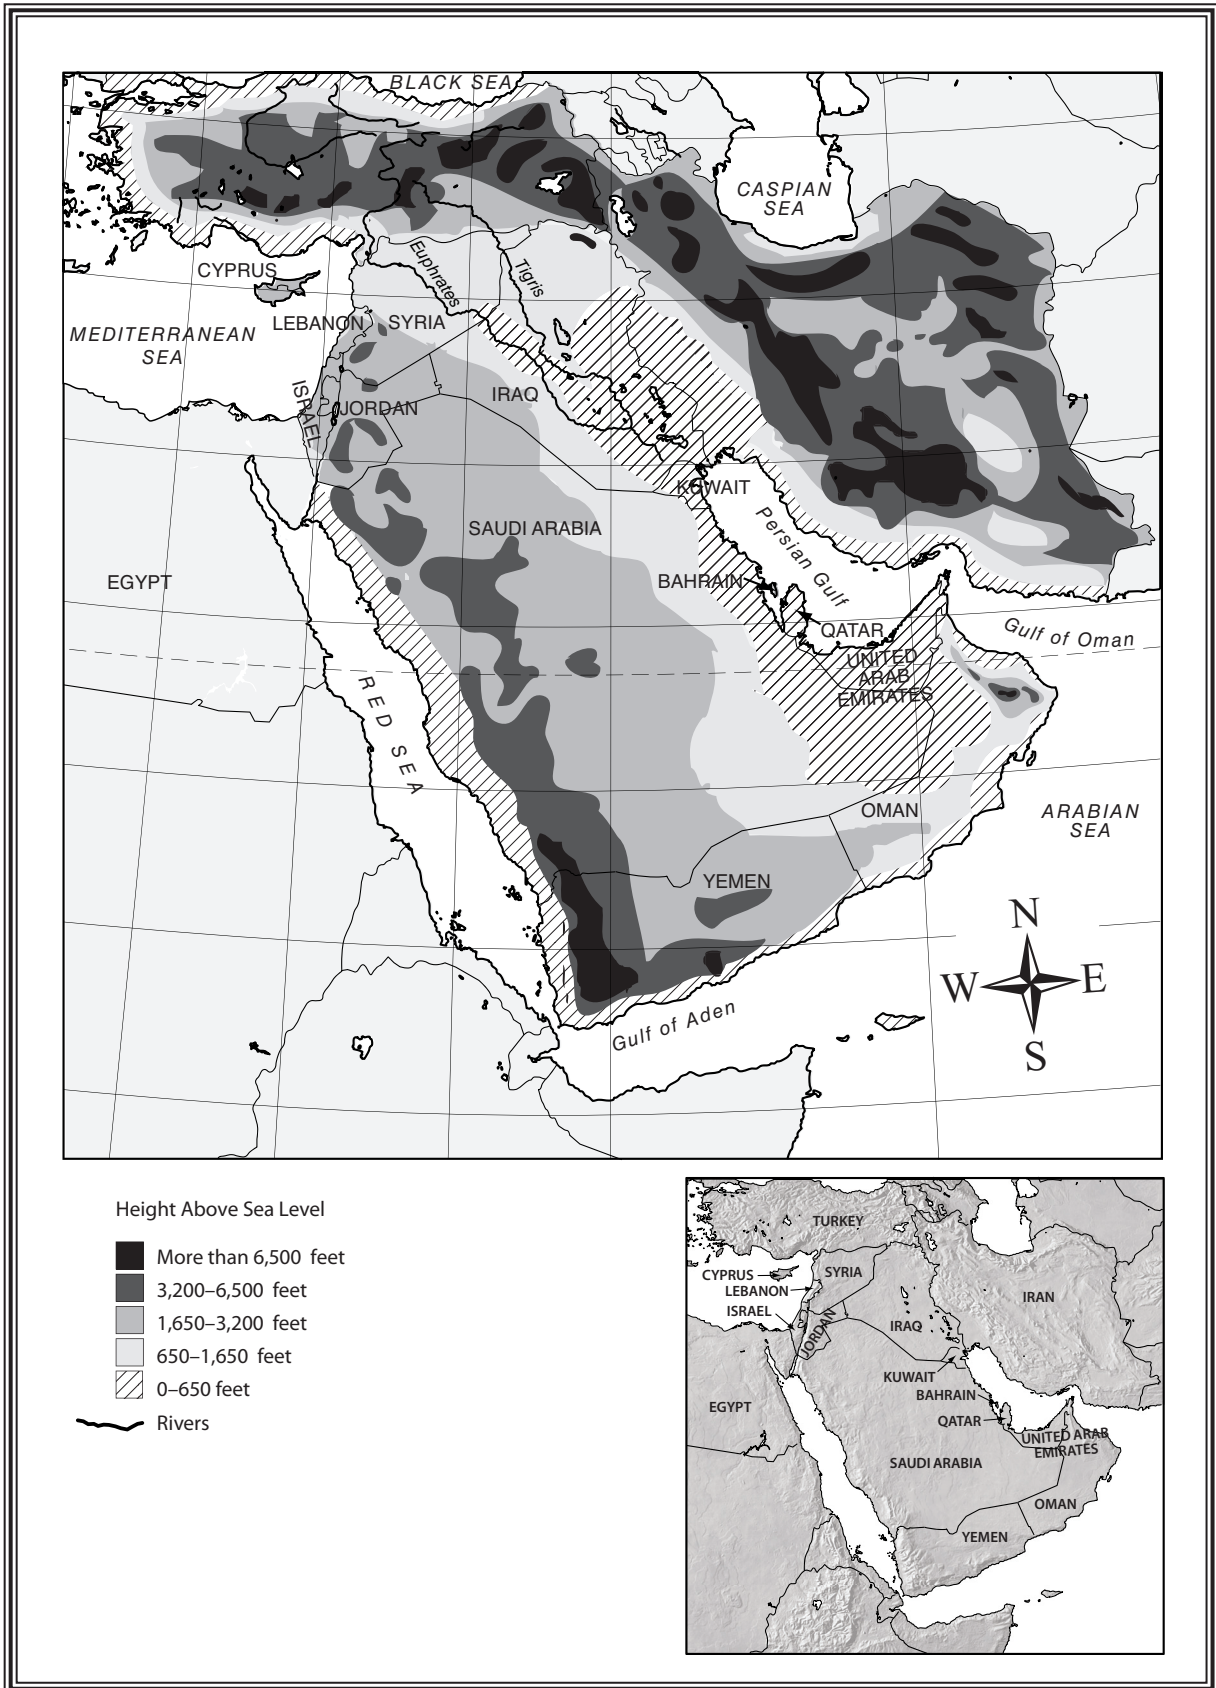 BLACK SEA
CASPIAN
SEA
CYPRUS
Euphrates
Tigris
LEBANON
SYRIA
MEDITERRANEAN
SEA
ISRAEL
JORDAN
IRAQ
KUWAIT
SAUDI ARABIA
Persian Gulf
EGYPT
BAHRAIN
QATAR
Gulf of Oman
UNITED
ARAB
EMIRATES
RED SEA
OMAN
ARABIAN
SEA
YEMEN
N
W
E
S
Gulf of Aden
Height Above Sea Level
More than 6,500 feet
3,200–6,500 feet
1,650–3,200 feet
650–1,650 feet
0–650 feet
Rivers
TURKEY
CYPRUS
SYRIA
LEBANON
IRAN
ISRAEL
JORDAN
IRAQ
KUWAIT
BAHRAIN
EGYPT
QATAR
UNITED ARAB
EMIRATES
SAUDI ARABIA
OMAN
YEMEN